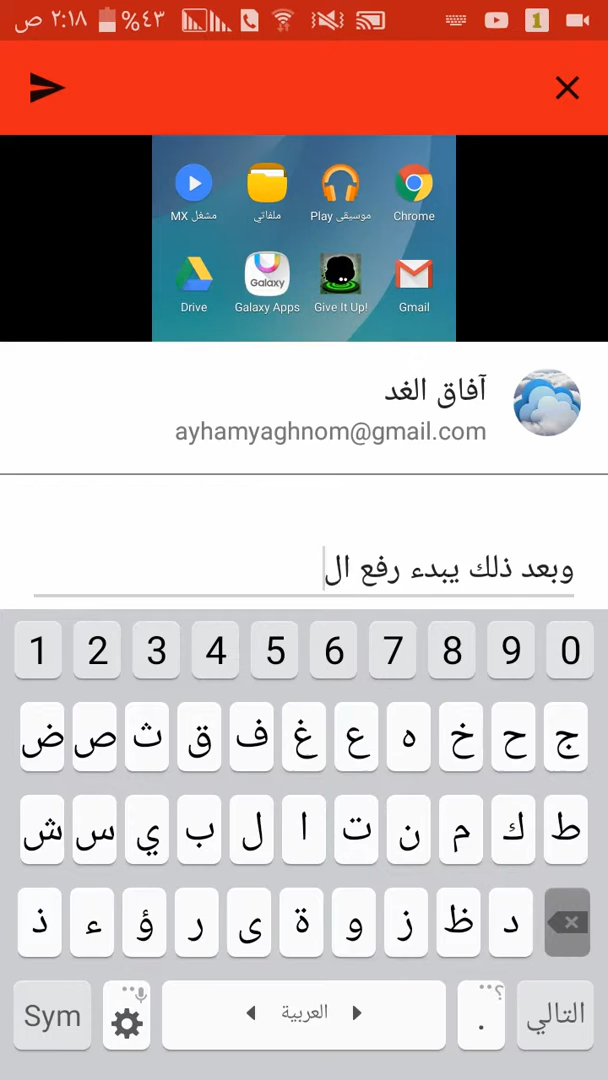 ٢:١٨ ص %٤٣ 1
مشغل MX ملفاتي موسيقى Play Chrome
Drive Galaxy Apps Give It Up! Gmail
Galaxy
آفاق الغد
ayhamyaghnom@gmail.com
وبعد ذلك يبدء رفع ال
1 2 3 4 5 6 7 8 9 0
ض ص ث ق ف غ ع ه خ ح ج
ش س ي ب ل ا ت ن م ك ط
ذ ء ؤ ر ى ة و ز ظ د
Sym العربية . ؟ التالي